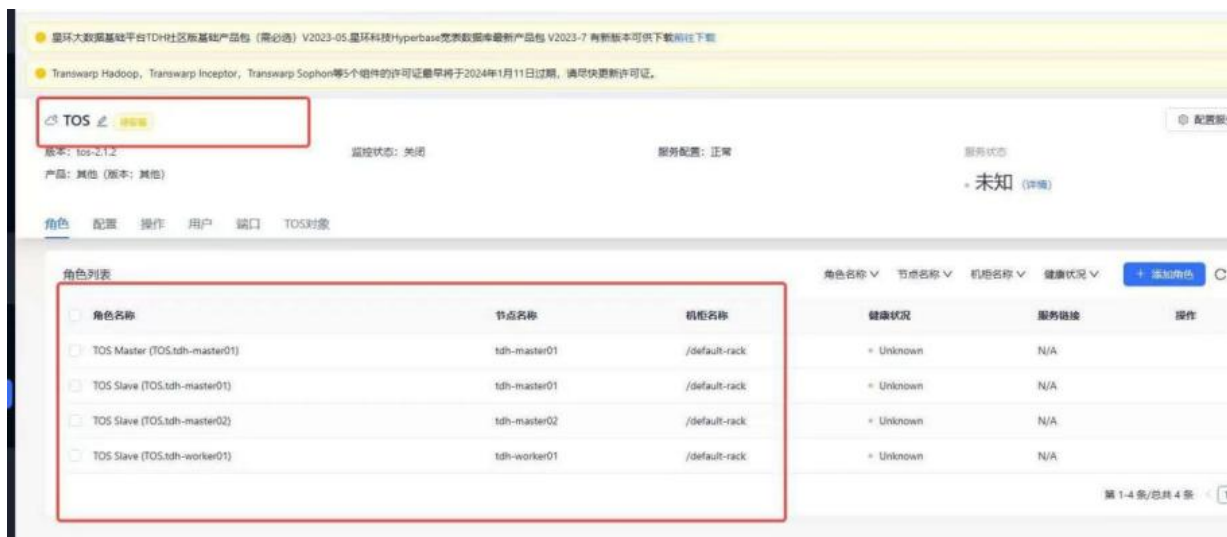 星环大数据基础平台TDH社区版基础产品包（需必选）V2023-05.星环科技Hyperbase宽表数据库最新产品包 V2023-7 有新版本可供下载前往下载
Transwarp Hadoop，Transwarp Inceptor，Transwarp Sophon等5个组件的许可证最早将于2024年1月11日过期，请尽快更新许可证。
TOS
配置服
版本：tos-2.1.2 监控状态：关闭 服务配置：正常 服务状态
产品：其他（版本：其他） 未知（详情）
角色 配置 操作 用户 端口 TOS对象
角色列表 角色名称 节点名称 机柜名称 健康状况 + 添加角色
角色名称 节点名称 机柜名称 健康状况 服务链接 操作
TOS Master (TOS.tdh-master01) tdh-master01 /default-rack Unknown N/A
TOS Slave (TOS.tdh-master01) tdh-master01 /default-rack Unknown N/A
TOS Slave (TOS.tdh-master02) tdh-master02 /default-rack Unknown N/A
TOS Slave (TOS.tdh-worker01) tdh-worker01 /default-rack Unknown N/A
第 1-4 条/总共 4 条 1